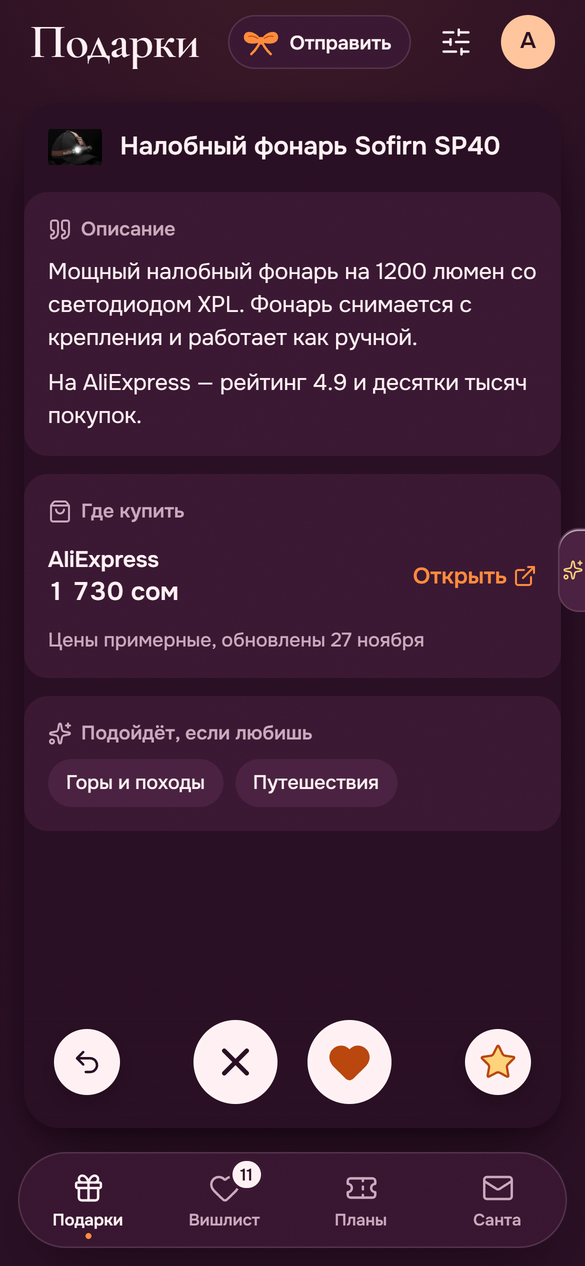 Подарки
Отправить
A
Налобный фонарь Sofirn SP40
Описание
Мощный налобный фонарь на 1200 люмен со
светодиодом XPL. Фонарь снимается с
крепления и работает как ручной.
На AliExpress — рейтинг 4.9 и десятки тысяч
покупок.
Где купить
AliExpress
1 730 сом
Открыть
Цены примерные, обновлены 27 ноября
Подойдёт, если любишь
Горы и походы
Путешествия
11
Подарки
Вишлист
Планы
Санта